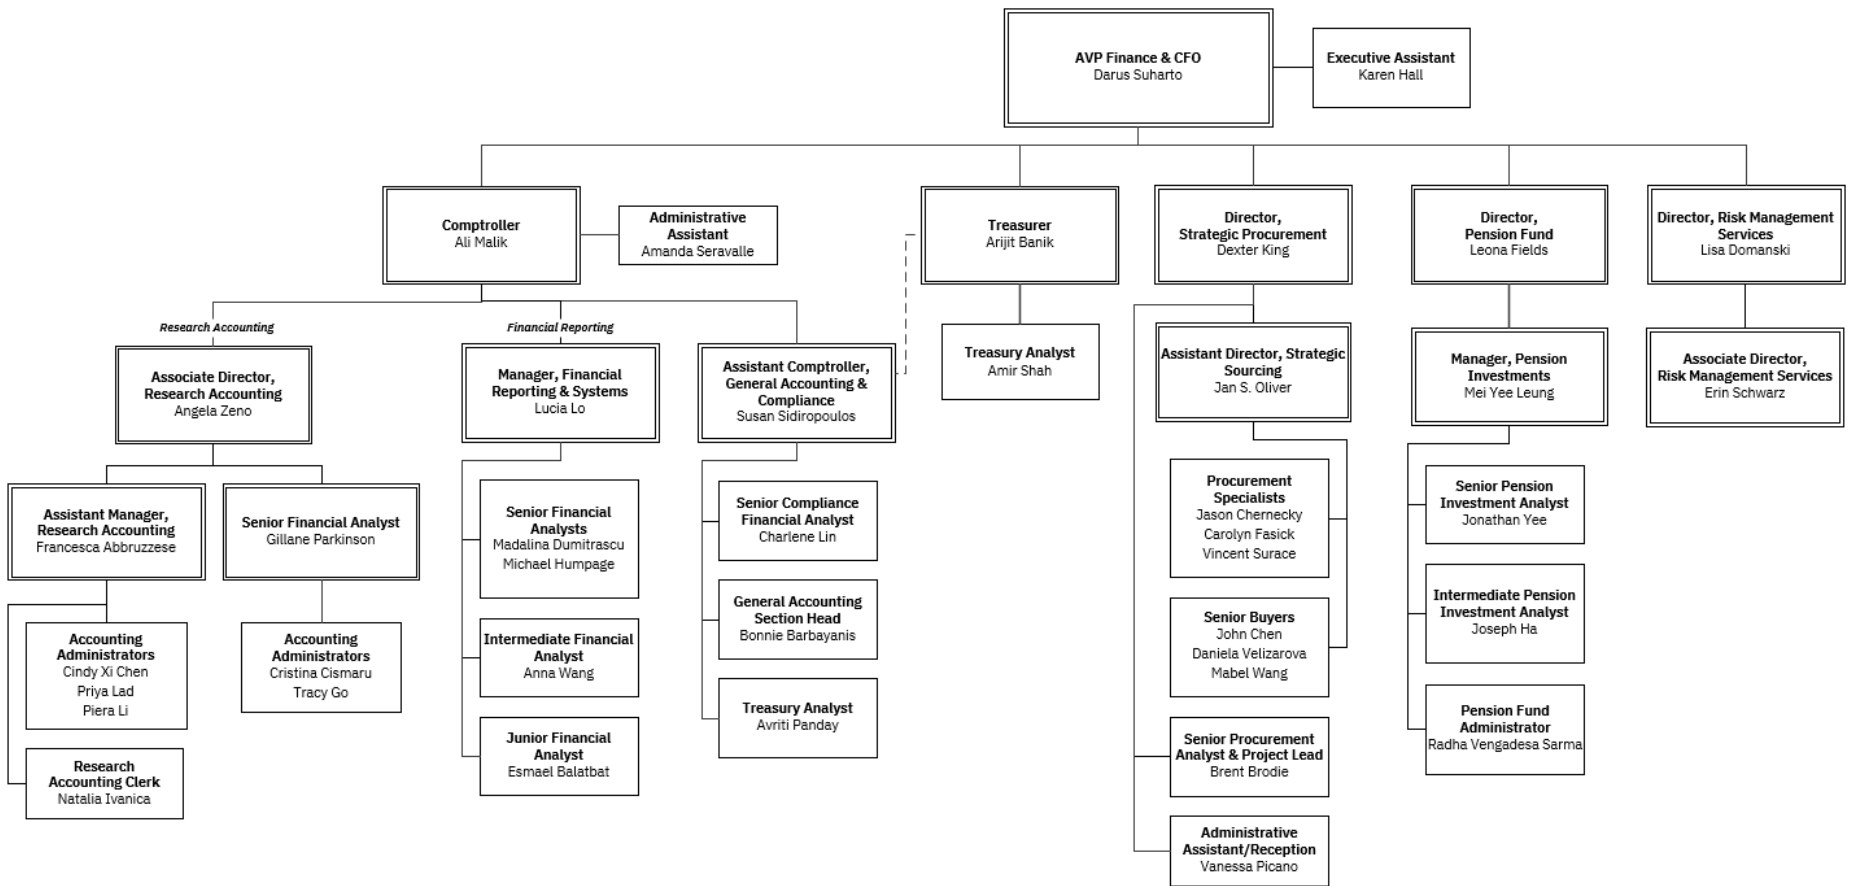 AVP Finance & CFO
Darus Suharto
Executive Assistant
Karen Hall
Comptroller
Ali Malik
Administrative
Assistant
Amanda Seravalle
Treasurer
Arijit Banik
Director,
Strategic Procurement
Dexter King
Director,
Pension Fund
Leona Fields
Director, Risk Management
Services
Lisa Domanski
Research Accounting
Financial Reporting
Associate Director,
Research Accounting
Angela Zeno
Manager, Financial
Reporting & Systems
Lucia Lo
Assistant Comptroller,
General Accounting &
Compliance
Susan Sidiropoulos
Treasury Analyst
Amir Shah
Assistant Director, Strategic
Sourcing
Jan S. Oliver
Manager, Pension
Investments
Mei Yee Leung
Associate Director,
Risk Management Services
Erin Schwarz
Assistant Manager,
Research Accounting
Francesca Abbruzzese
Senior Financial Analyst
Gillane Parkinson
Accounting
Administrators
Cindy Xi Chen
Priya Lad
Piera Li
Accounting
Administrators
Cristina Cismaru
Tracy Go
Research
Accounting Clerk
Natalia Ivanica
Senior Financial
Analysts
Madalina Dumitrascu
Michael Humpage
Intermediate Financial
Analyst
Anna Wang
Junior Financial
Analyst
Esmael Balatbat
Senior Compliance
Financial Analyst
Charlene Lin
General Accounting
Section Head
Bonnie Barbayanis
Treasury Analyst
Avriti Panday
Procurement
Specialists
Jason Chernecky
Carolyn Fasick
Vincent Surace
Senior Buyers
John Chen
Daniela Velizarova
Mabel Wang
Senior Procurement
Analyst & Project Lead
Brent Brodie
Administrative
Assistant/Reception
Vanessa Picano
Senior Pension
Investment Analyst
Jonathan Yee
Intermediate Pension
Investment Analyst
Joseph Ha
Pension Fund
Administrator
Radha Vengadesa Sarma